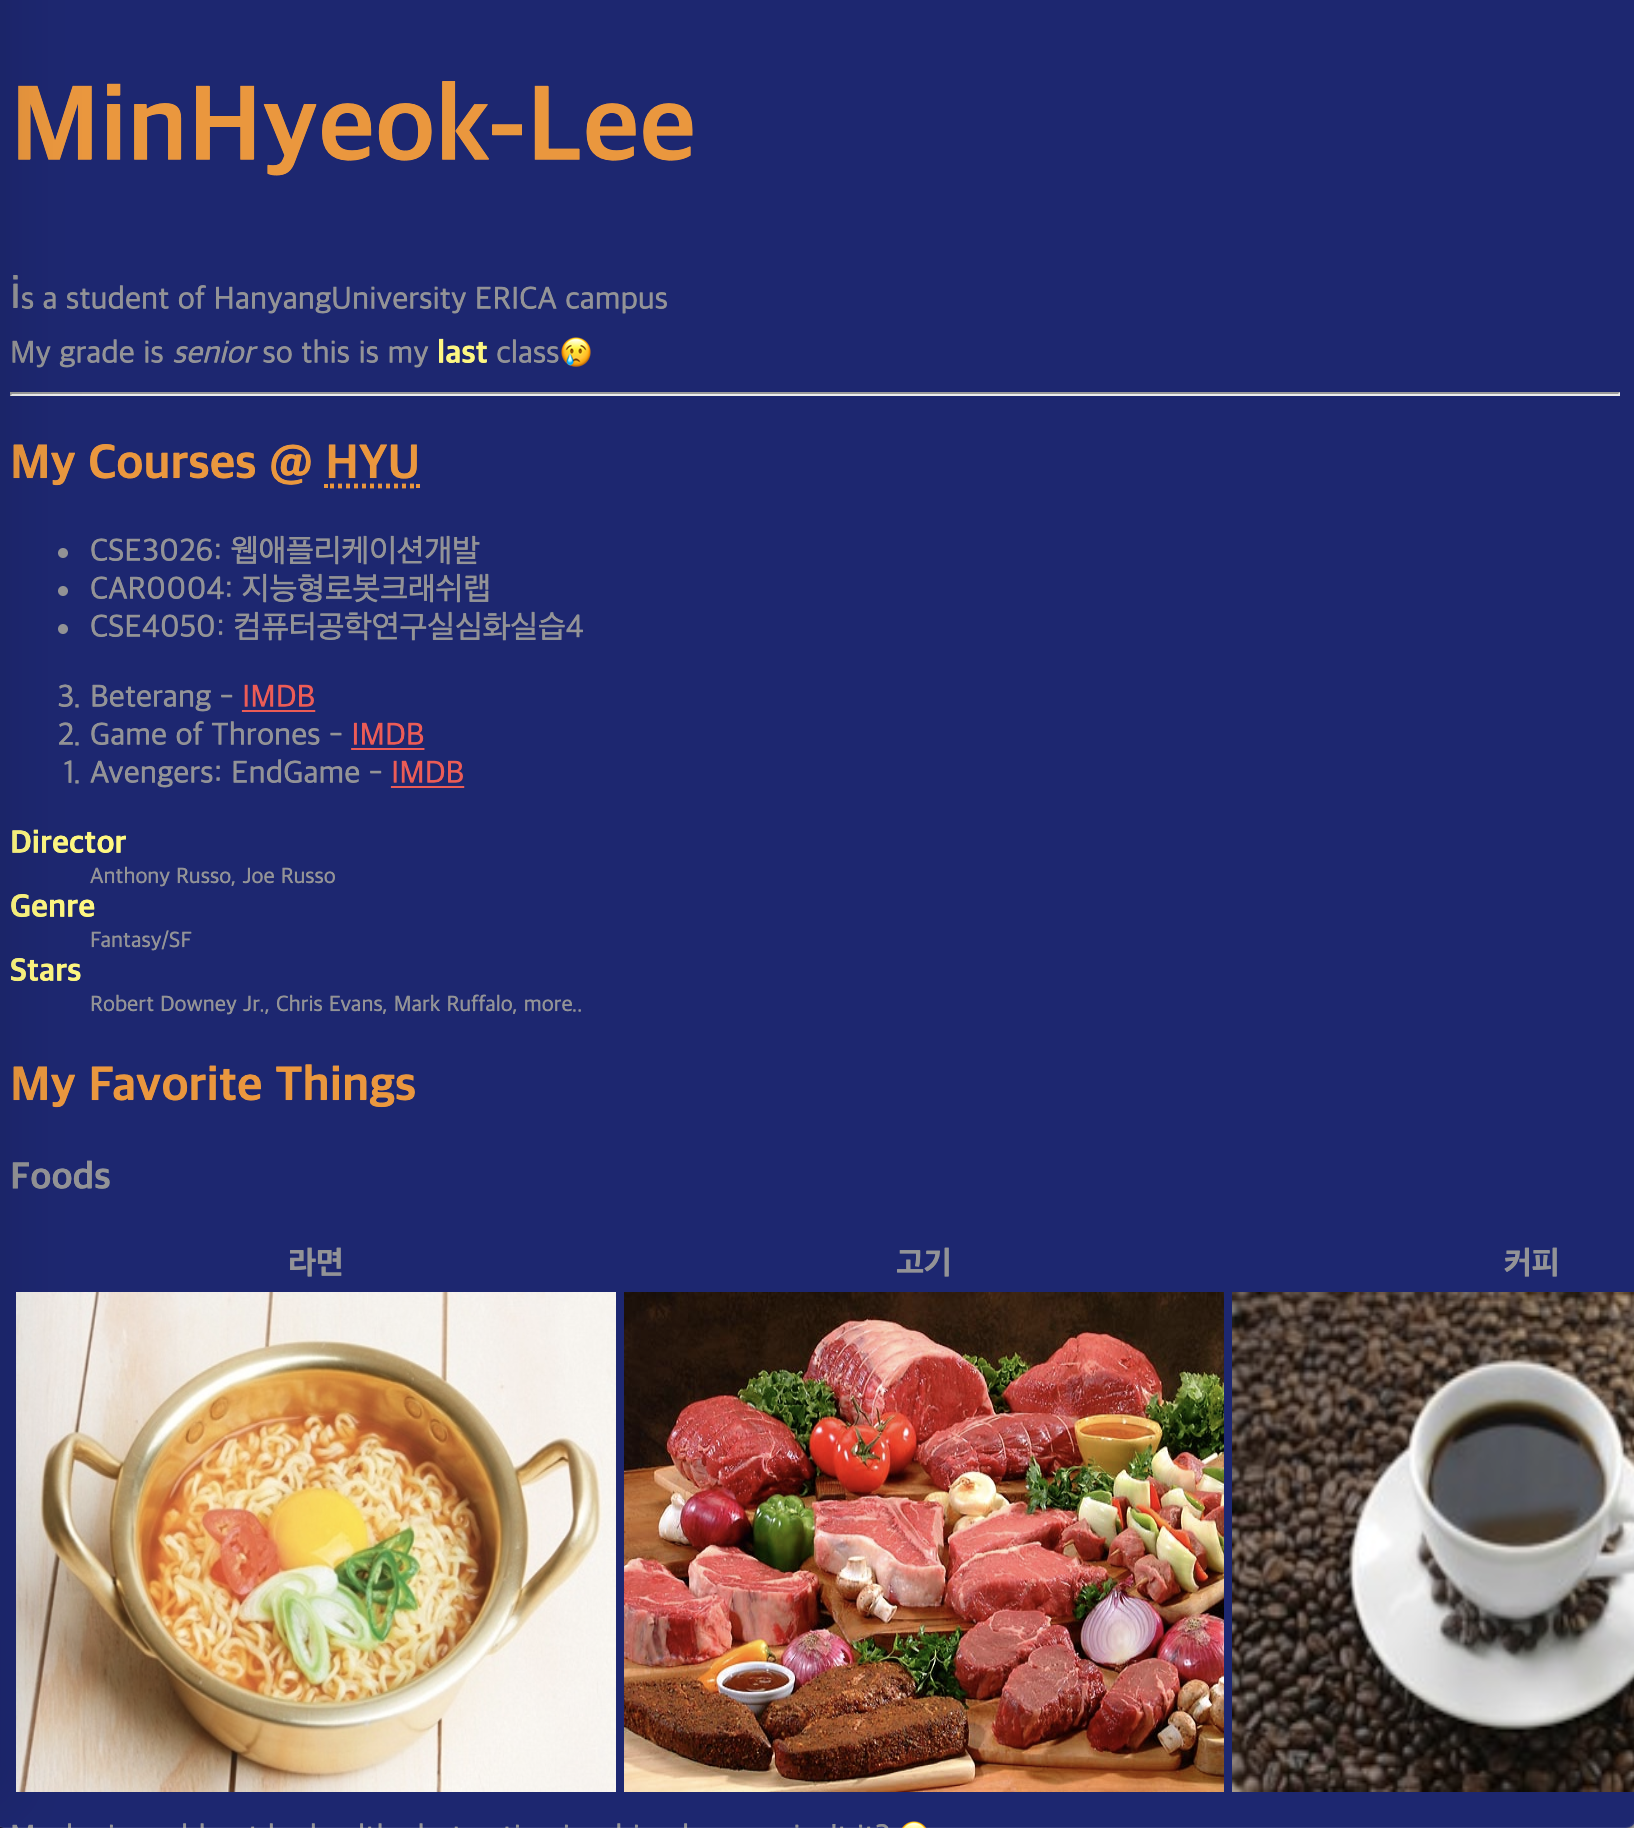 MinHyeok-Lee
is a student of HanyangUniversity ERICA campus
My grade is senior so this is my last class😢
My Courses @ HYU
• CSE3026: 웹애플리케이션개발
• CAR0004: 지능형로봇크래쉬랩
• CSE4050: 컴퓨터공학연구실심화실습4
3. Beterang - IMDB
2. Game of Thrones - IMDB
1. Avengers: EndGame - IMDB
Director
Anthony Russo, Joe Russo
Genre
Fantasy/SF
Stars
Robert Downey Jr., Chris Evans, Mark Ruffalo, more..
My Favorite Things
Foods
라면 고기 커피